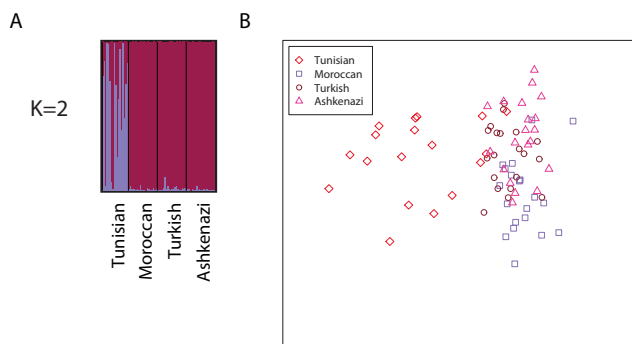 A
K=2
Tunisian
Moroccan
Turkish
Ashkenazi
B
Tunisian
Moroccan
Turkish
Ashkenazi